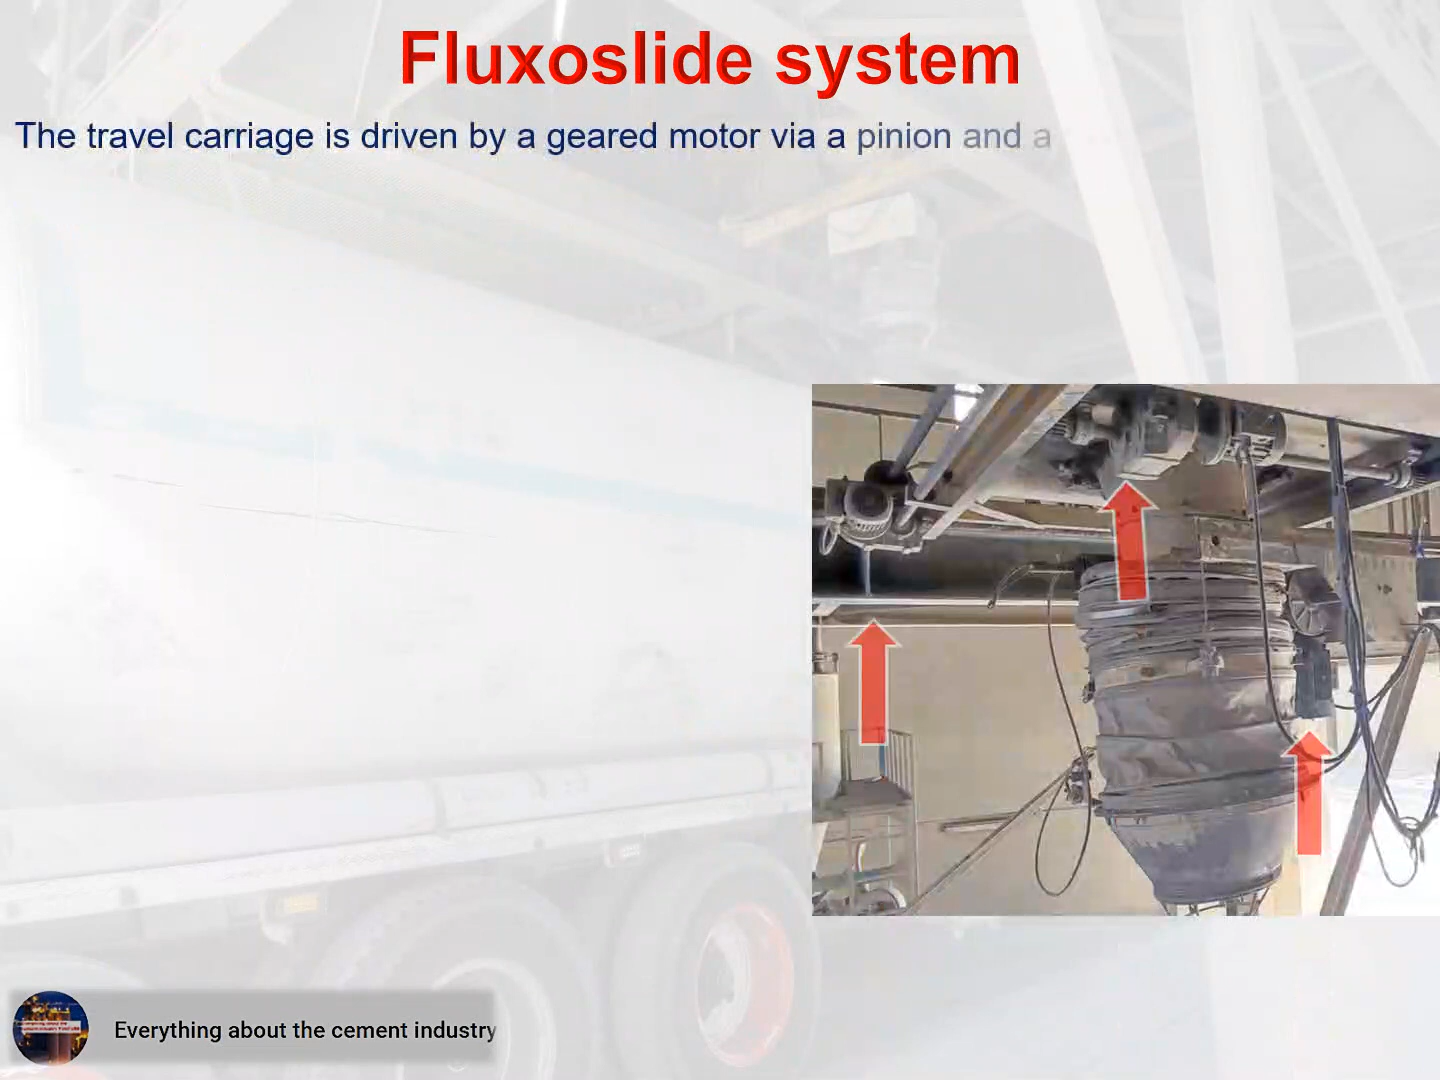 Fluxoslide system
The travel carriage is driven by a geared motor via a pinion and a
Everything about the cement industry